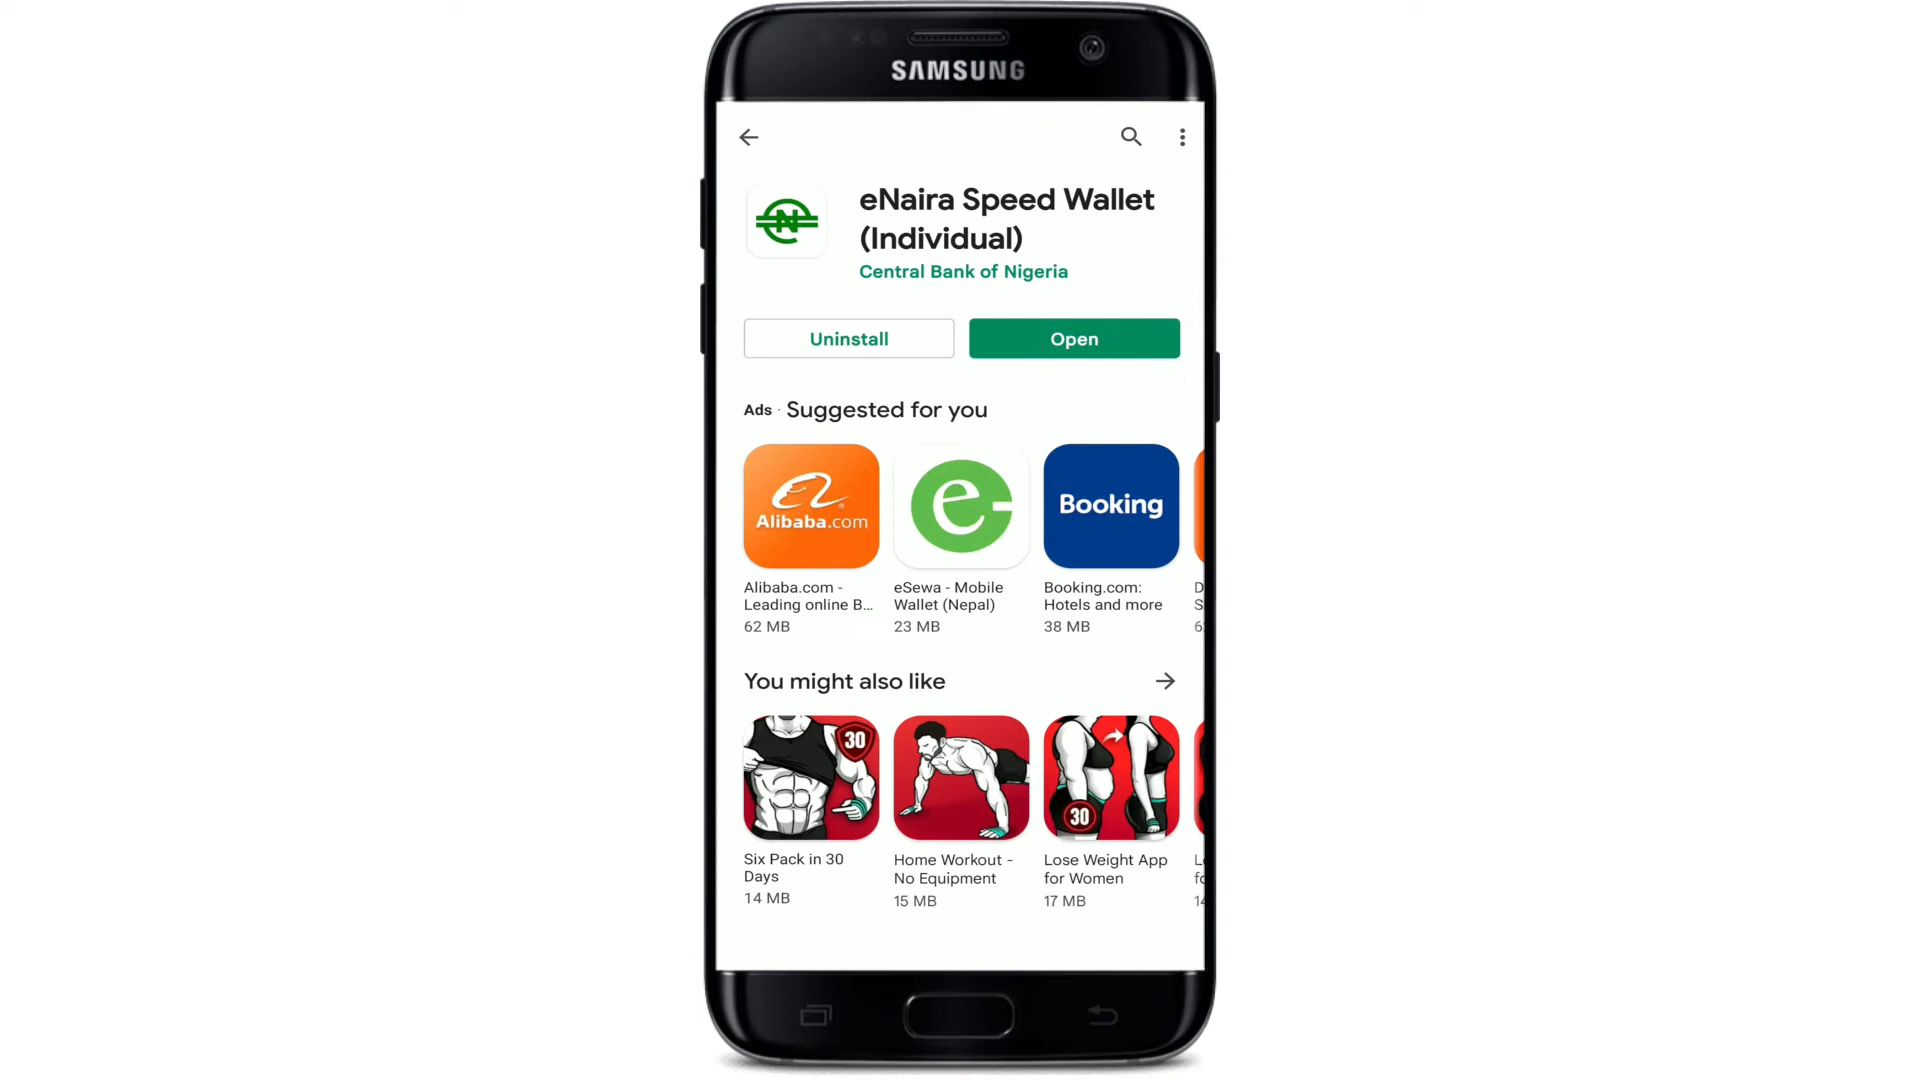 SAMSUNG
eNaira Speed Wallet
(Individual)
Central Bank of Nigeria
Uninstall
Open
Ads · Suggested for you
Alibaba.com
Booking
Alibaba.com -
Leading online B...
62 MB
eSewa - Mobile
Wallet (Nepal)
23 MB
Booking.com:
Hotels and more
38 MB
D
S
6
You might also like
30
30
Six Pack in 30
Days
14 MB
Home Workout -
No Equipment
15 MB
Lose Weight App
for Women
17 MB
L
fo
14